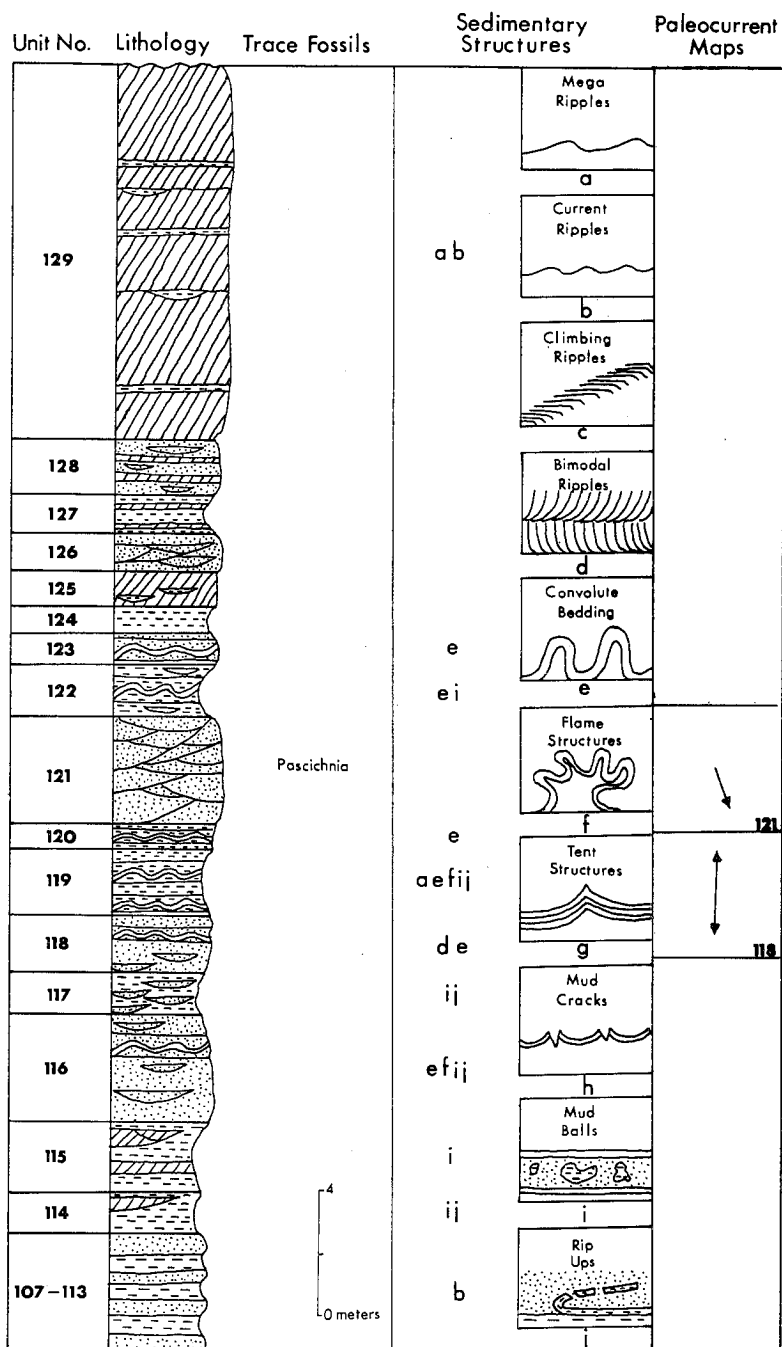 Unit No.
Lithology
Trace Fossils
Sedimentary
Structures
Paleocurrent
Maps
129
128
127
126
125
124
123
122
121
120
119
118
117
116
115
114
107-113
Pascichnia
4
0 meters
ab
e
ei
e
aefij
de
ij
efij
i
ij
b
Mega
Ripples
a
Current
Ripples
b
Climbing
Ripples
c
Bimodal
Ripples
d
Convolute
Bedding
e
Flame
Structures
f
Tent
Structures
g
Mud
Cracks
h
Mud
Balls
i
Rip
Ups
j
121
118